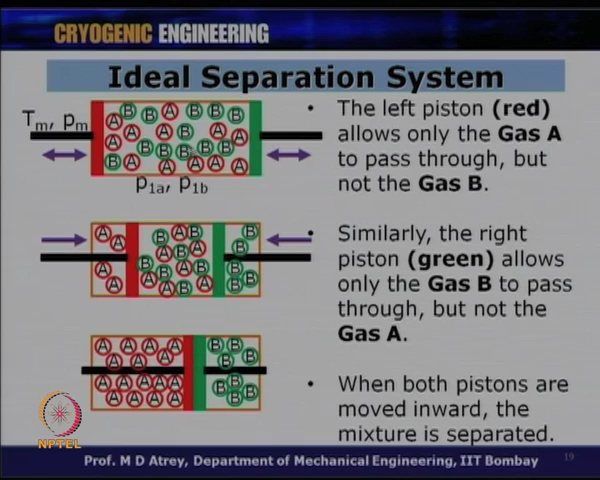 CRYOGENIC ENGINEERING
Ideal Separation System
Tm, pm
p1a, p1b
• The left piston (red)
allows only the Gas A
to pass through, but
not the Gas B.
• Similarly, the right
piston (green) allows
only the Gas B to pass
through, but not the
Gas A.
• When both pistons are
moved inward, the
mixture is separated.
NPTEL
Prof. M D Atrey, Department of Mechanical Engineering, IIT Bombay
19